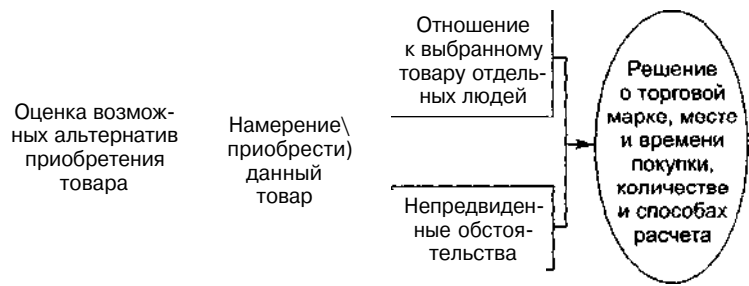 Оценка возмож-
ных альтернатив
приобретения
товара
Намерение\
приобрести)
данный
товар
Отношение
к выбранному
товару отдель-
ных людей
Непредвиден-
ные обстоя-
тельства
Решение
о торговой
марке, месте
и времени
покупки,
количестве
и способах
расчета